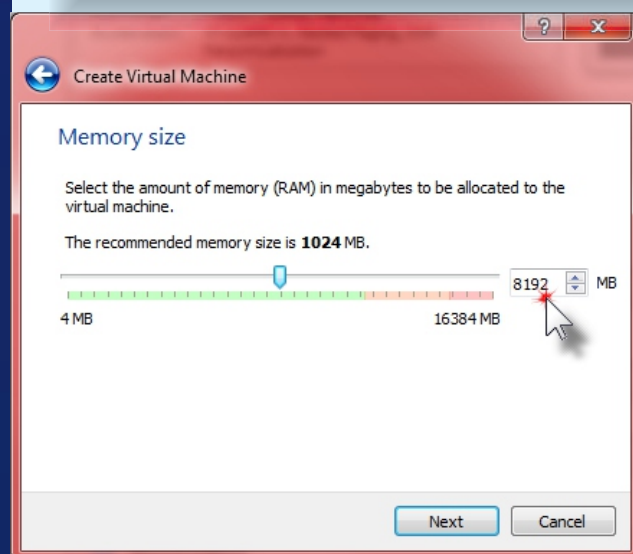 ?
X
Create Virtual Machine
Memory size
Select the amount of memory (RAM) in megabytes to be allocated to the
virtual machine.
The recommended memory size is 1024 MB.
8192 MB
4 MB 16384 MB
Next Cancel